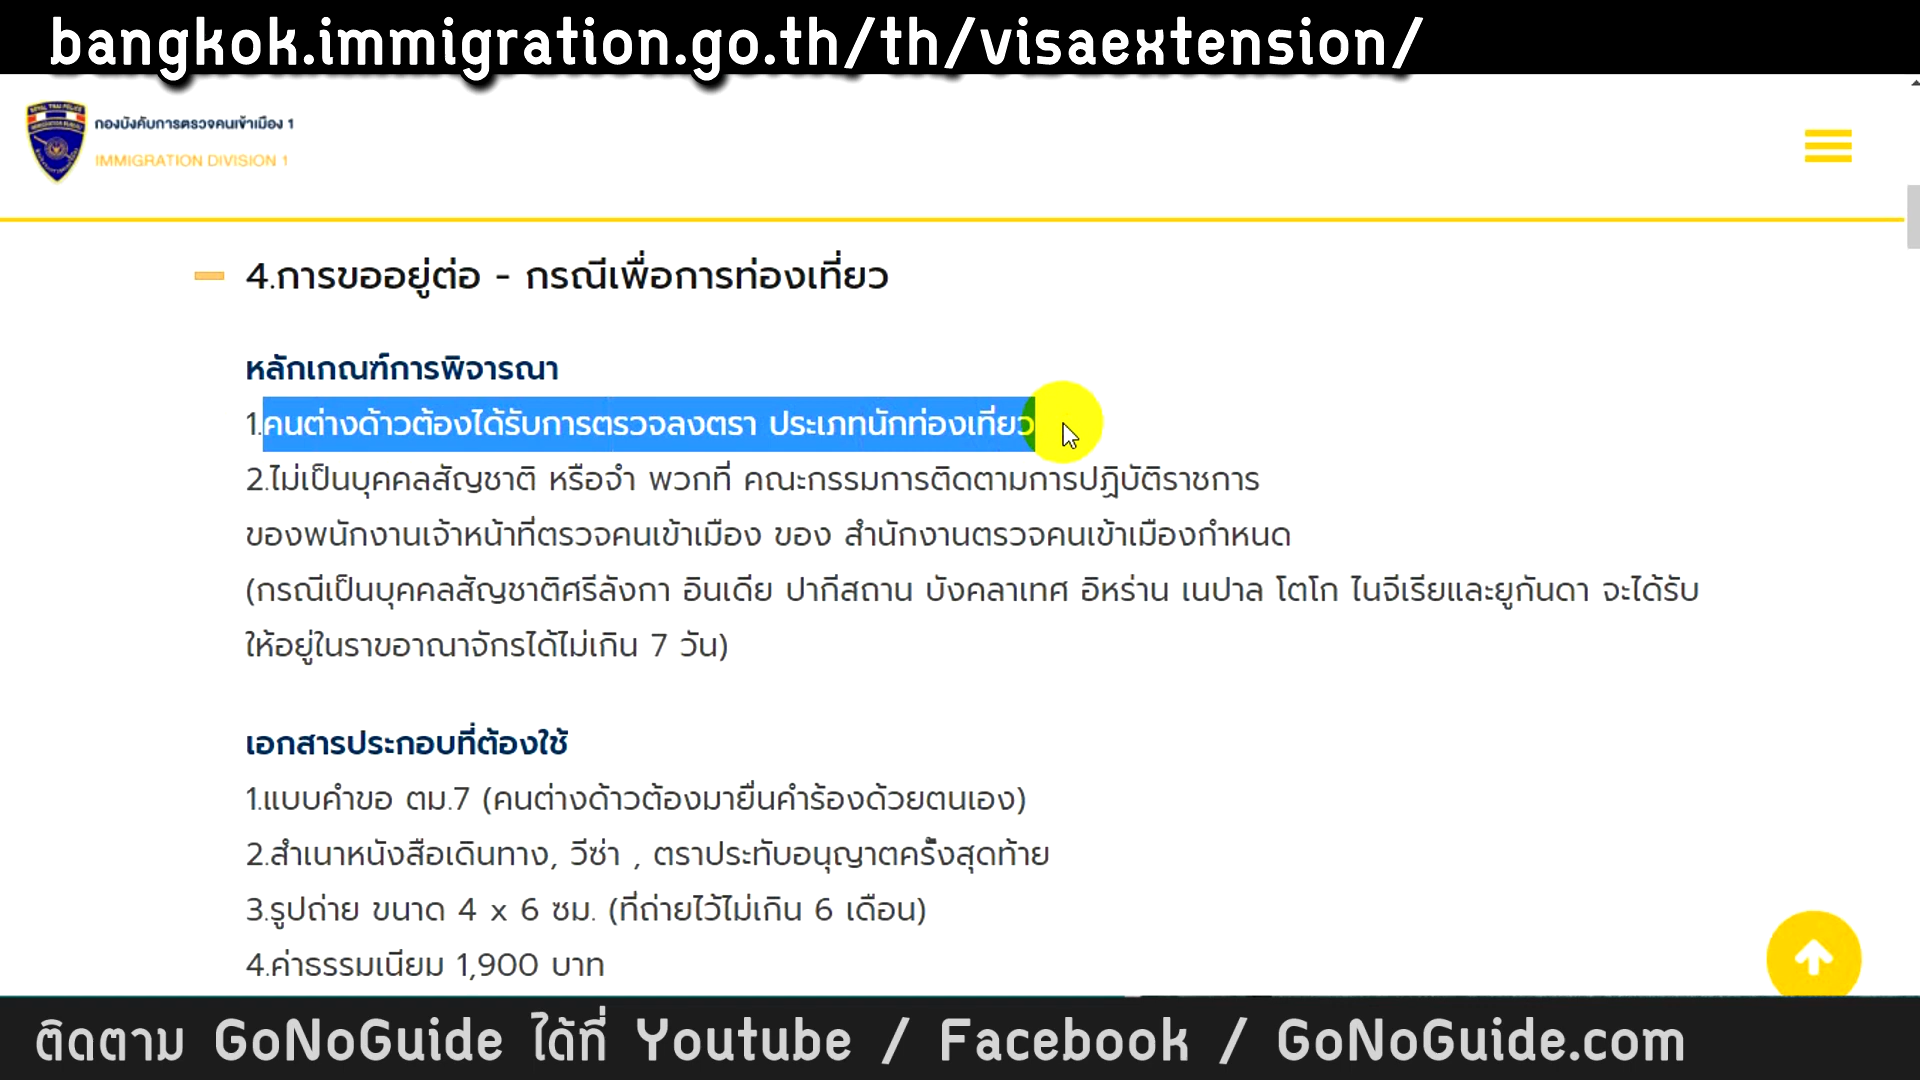 bangkok.immigration.go.th/th/visaextension/
กองบังคับการตรวจคนเข้าเมือง 1
IMMIGRATION DIVISION 1
4.การขออยู่ต่อ - กรณีเพื่อการท่องเที่ยว
หลักเกณฑ์การพิจารณา
1.คนต่างด้าวต้องได้รับการตรวจลงตรา ประเภทนักท่องเที่ยว
2.ไม่เป็นบุคคลสัญชาติ หรือจำ พวกที่ คณะกรรมการติดตามการปฏิบัติราชการ
ของพนักงานเจ้าหน้าที่ตรวจคนเข้าเมือง ของ สำนักงานตรวจคนเข้าเมืองกำหนด
(กรณีเป็นบุคคลสัญชาติศรีลังกา อินเดีย ปากีสถาน บังคลาเทศ อิหร่าน เนปาล โตโก ไนจีเรียและยูกันดา จะได้รับ
ให้อยู่ในราขอาณาจักรได้ไม่เกิน 7 วัน)
เอกสารประกอบที่ต้องใช้
1.แบบคำขอ ตม.7 (คนต่างด้าวต้องมายื่นคำร้องด้วยตนเอง)
2.สำเนาหนังสือเดินทาง, วีซ่า , ตราประทับอนุญาตครั้งสุดท้าย
3.รูปถ่าย ขนาด 4 x 6 ซม. (ที่ถ่ายไว้ไม่เกิน 6 เดือน)
4.ค่าธรรมเนียม 1,900 บาท
ติดตาม GoNoGuide ได้ที่ Youtube / Facebook / GoNoGuide.com